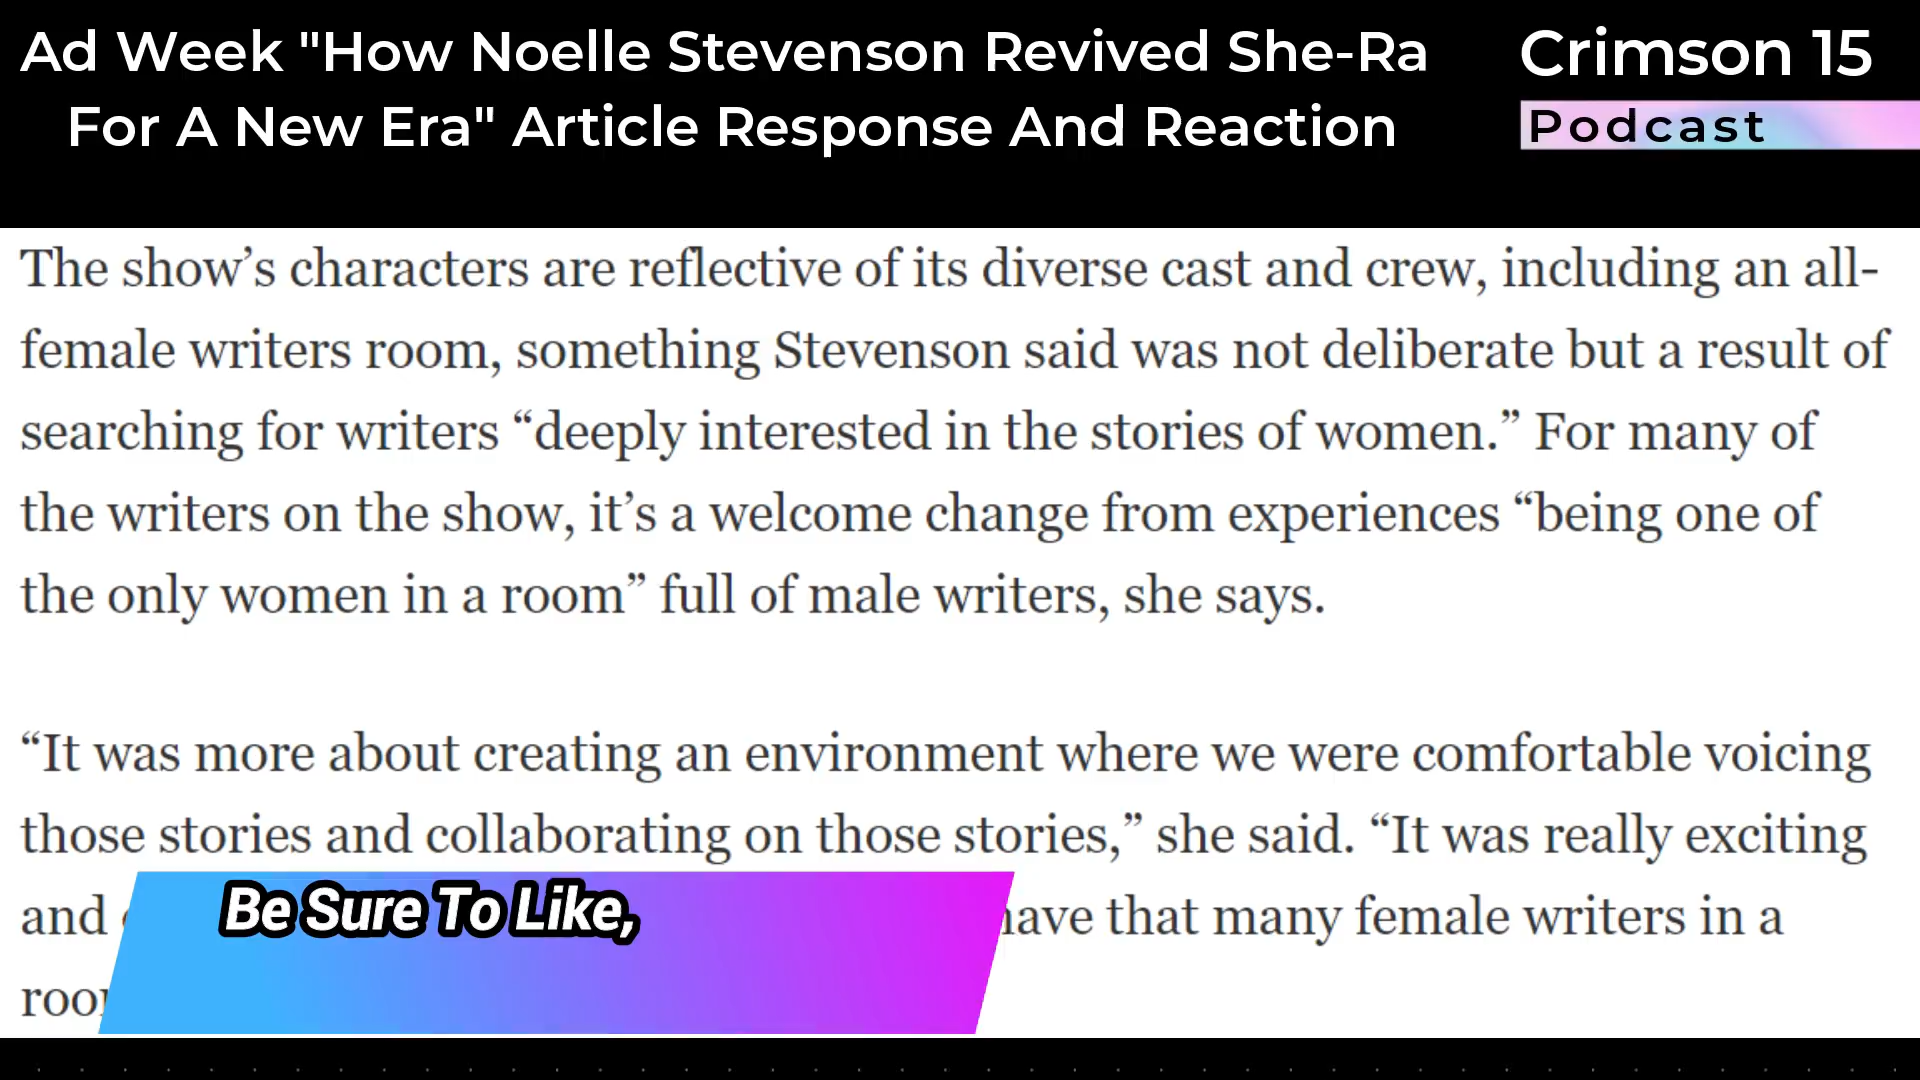 Ad Week "How Noelle Stevenson Revived She-Ra
For A New Era" Article Response And Reaction
Crimson 15
Podcast
The show’s characters are reflective of its diverse cast and crew, including an all-
female writers room, something Stevenson said was not deliberate but a result of
searching for writers “deeply interested in the stories of women.” For many of
the writers on the show, it’s a welcome change from experiences “being one of
the only women in a room” full of male writers, she says.
“It was more about creating an environment where we were comfortable voicing
those stories and collaborating on those stories,” she said. “It was really exciting
and have that many female writers in a
Be Sure To Like,